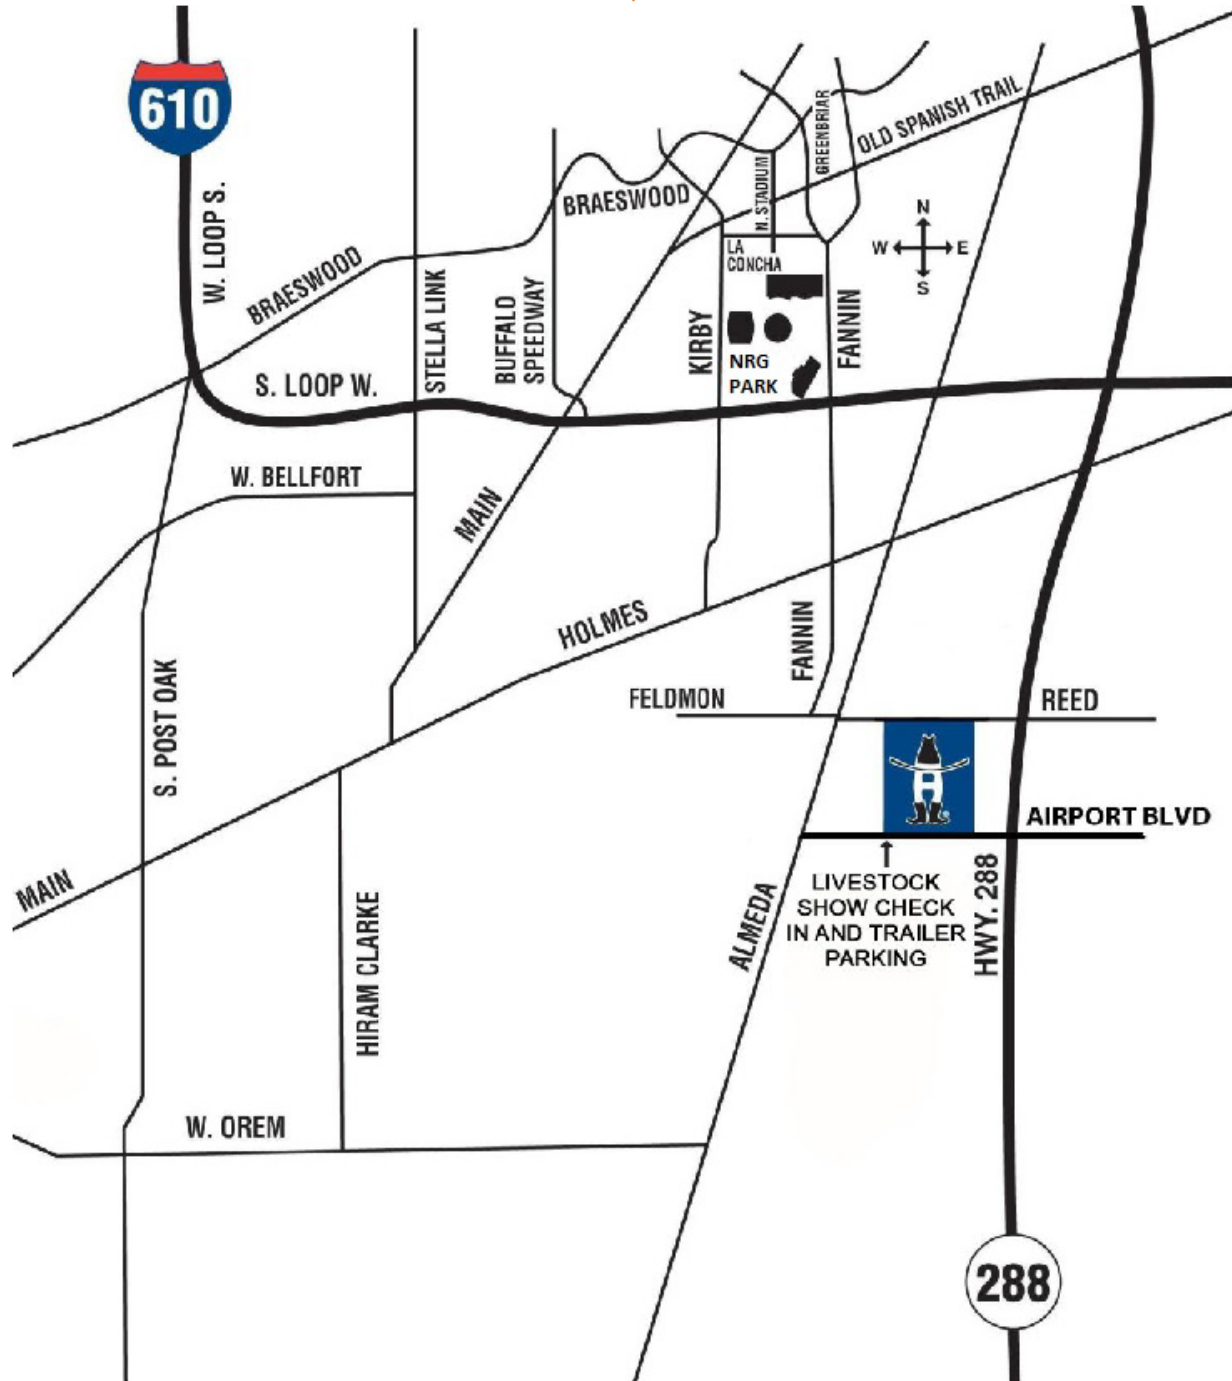 610
W. LOOP S.
BRAESWOOD
BRAESWOOD
STELLA LINK
BUFFALO
SPEEDWAY
N. STADIUM
GREENBRIAR
OLD SPANISH TRAIL
N
W
E
S
LA
CONCHA
KIRBY
NRG
PARK
FANNIN
S. LOOP W.
W. BELLFORT
MAIN
HOLMES
FANNIN
FELDMON
REED
S. POST OAK
H
AIRPORT BLVD
MAIN
HIRAM CLARKE
ALMEDA
LIVESTOCK
SHOW CHECK
IN AND TRAILER
PARKING
HWY. 288
W. OREM
288